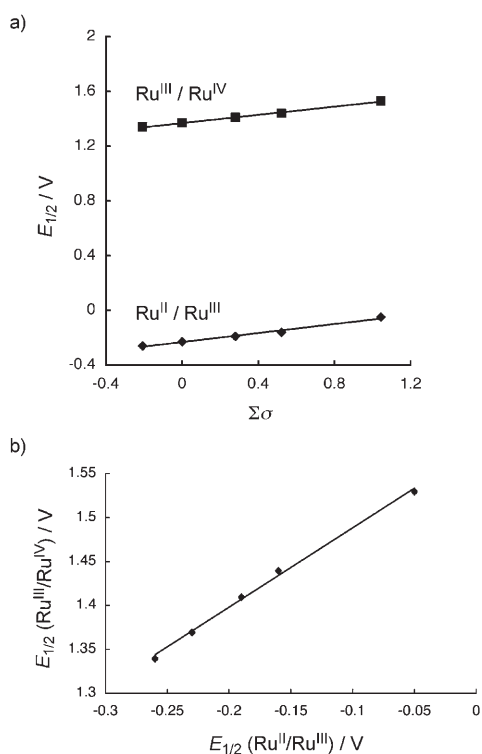 a)
2
1.6
1.2
0.8
0.4
0
-0.4
Ru^III / Ru^IV
Ru^II / Ru^III
E_1/2 / V
-0.4 0 0.4 0.8 1.2
Σσ
b)
1.55
1.5
1.45
1.4
1.35
1.3
E_1/2 (Ru^III/Ru^IV) / V
-0.3 -0.25 -0.2 -0.15 -0.1 -0.05 0
E_1/2 (Ru^II/Ru^III) / V